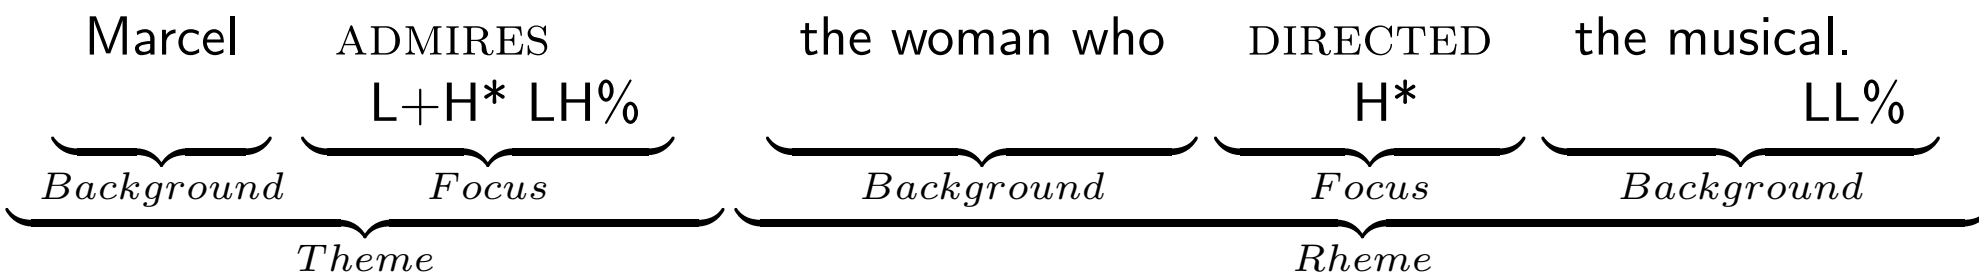 Marcel ADMIRES the woman who DIRECTED the musical.
L+H* LH% H* LL%
Background Focus Background Focus Background
Theme Rheme